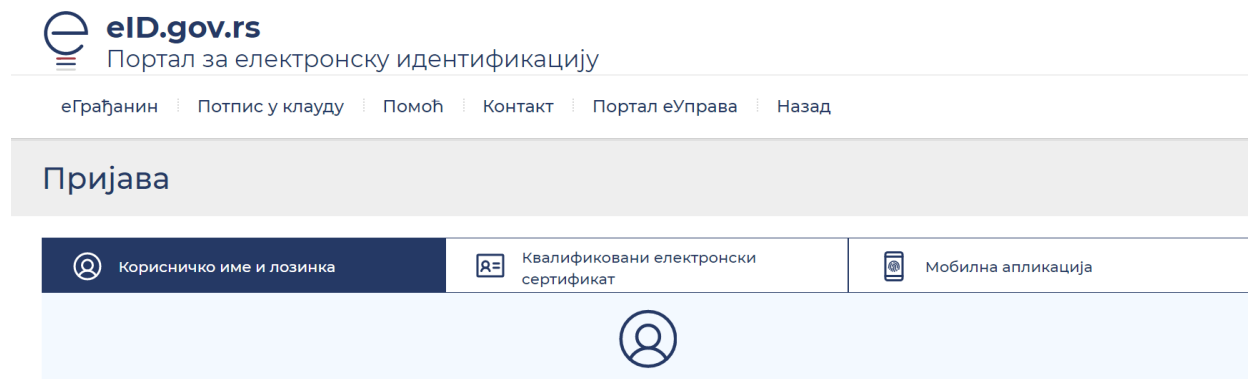 eID.gov.rs
Портал за електронску идентификацију
еГрађанин Потпис у клауду Помоћ Контакт Портал еУправа Назад
Пријава
Корисничко име и лозинка
Квалификовани електронски
сертификат
Мобилна апликација